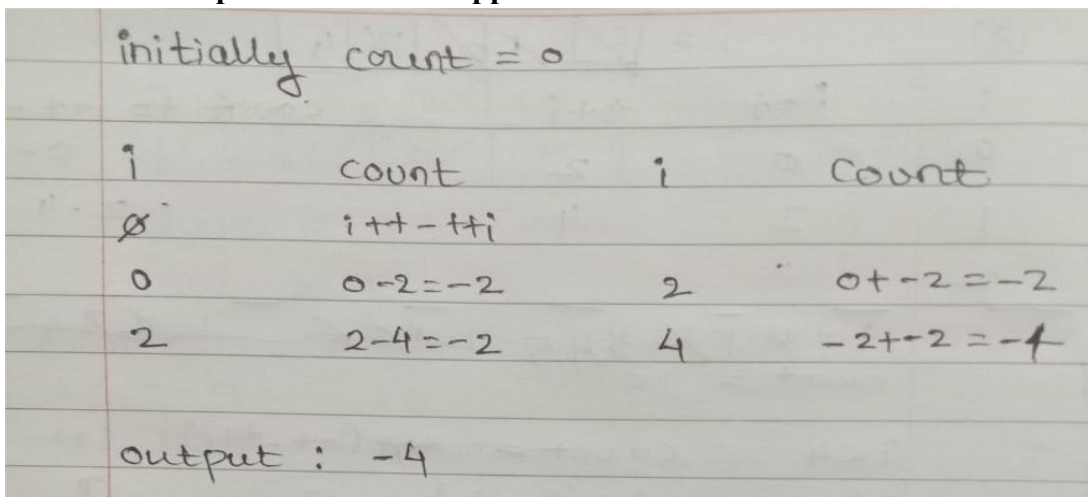 initially count = 0
i count i count
0 i++ - ++i
0 0-2=-2 2 0+-2=-2
2 2-4=-2 4 -2+-2=-4
output : -4